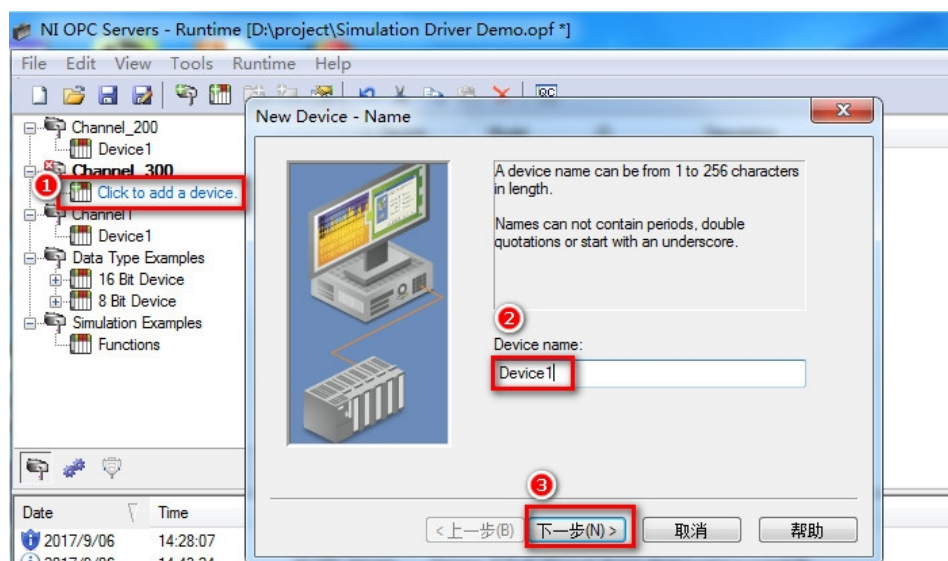 NI OPC Servers - Runtime [D:\project\Simulation Driver Demo.opf *]
File Edit View Tools Runtime Help
QC
Channel_200
Device1
Channel_300
1
Click to add a device.
Channel1
Device1
Data Type Examples
16 Bit Device
8 Bit Device
Simulation Examples
Functions
New Device - Name
A device name can be from 1 to 256 characters
in length.
Names can not contain periods, double
quotations or start with an underscore.
2
Device name:
Device1
3
<上一步(B) 下一步(N) > 取消 帮助
Date Time
2017/9/06 14:28:07